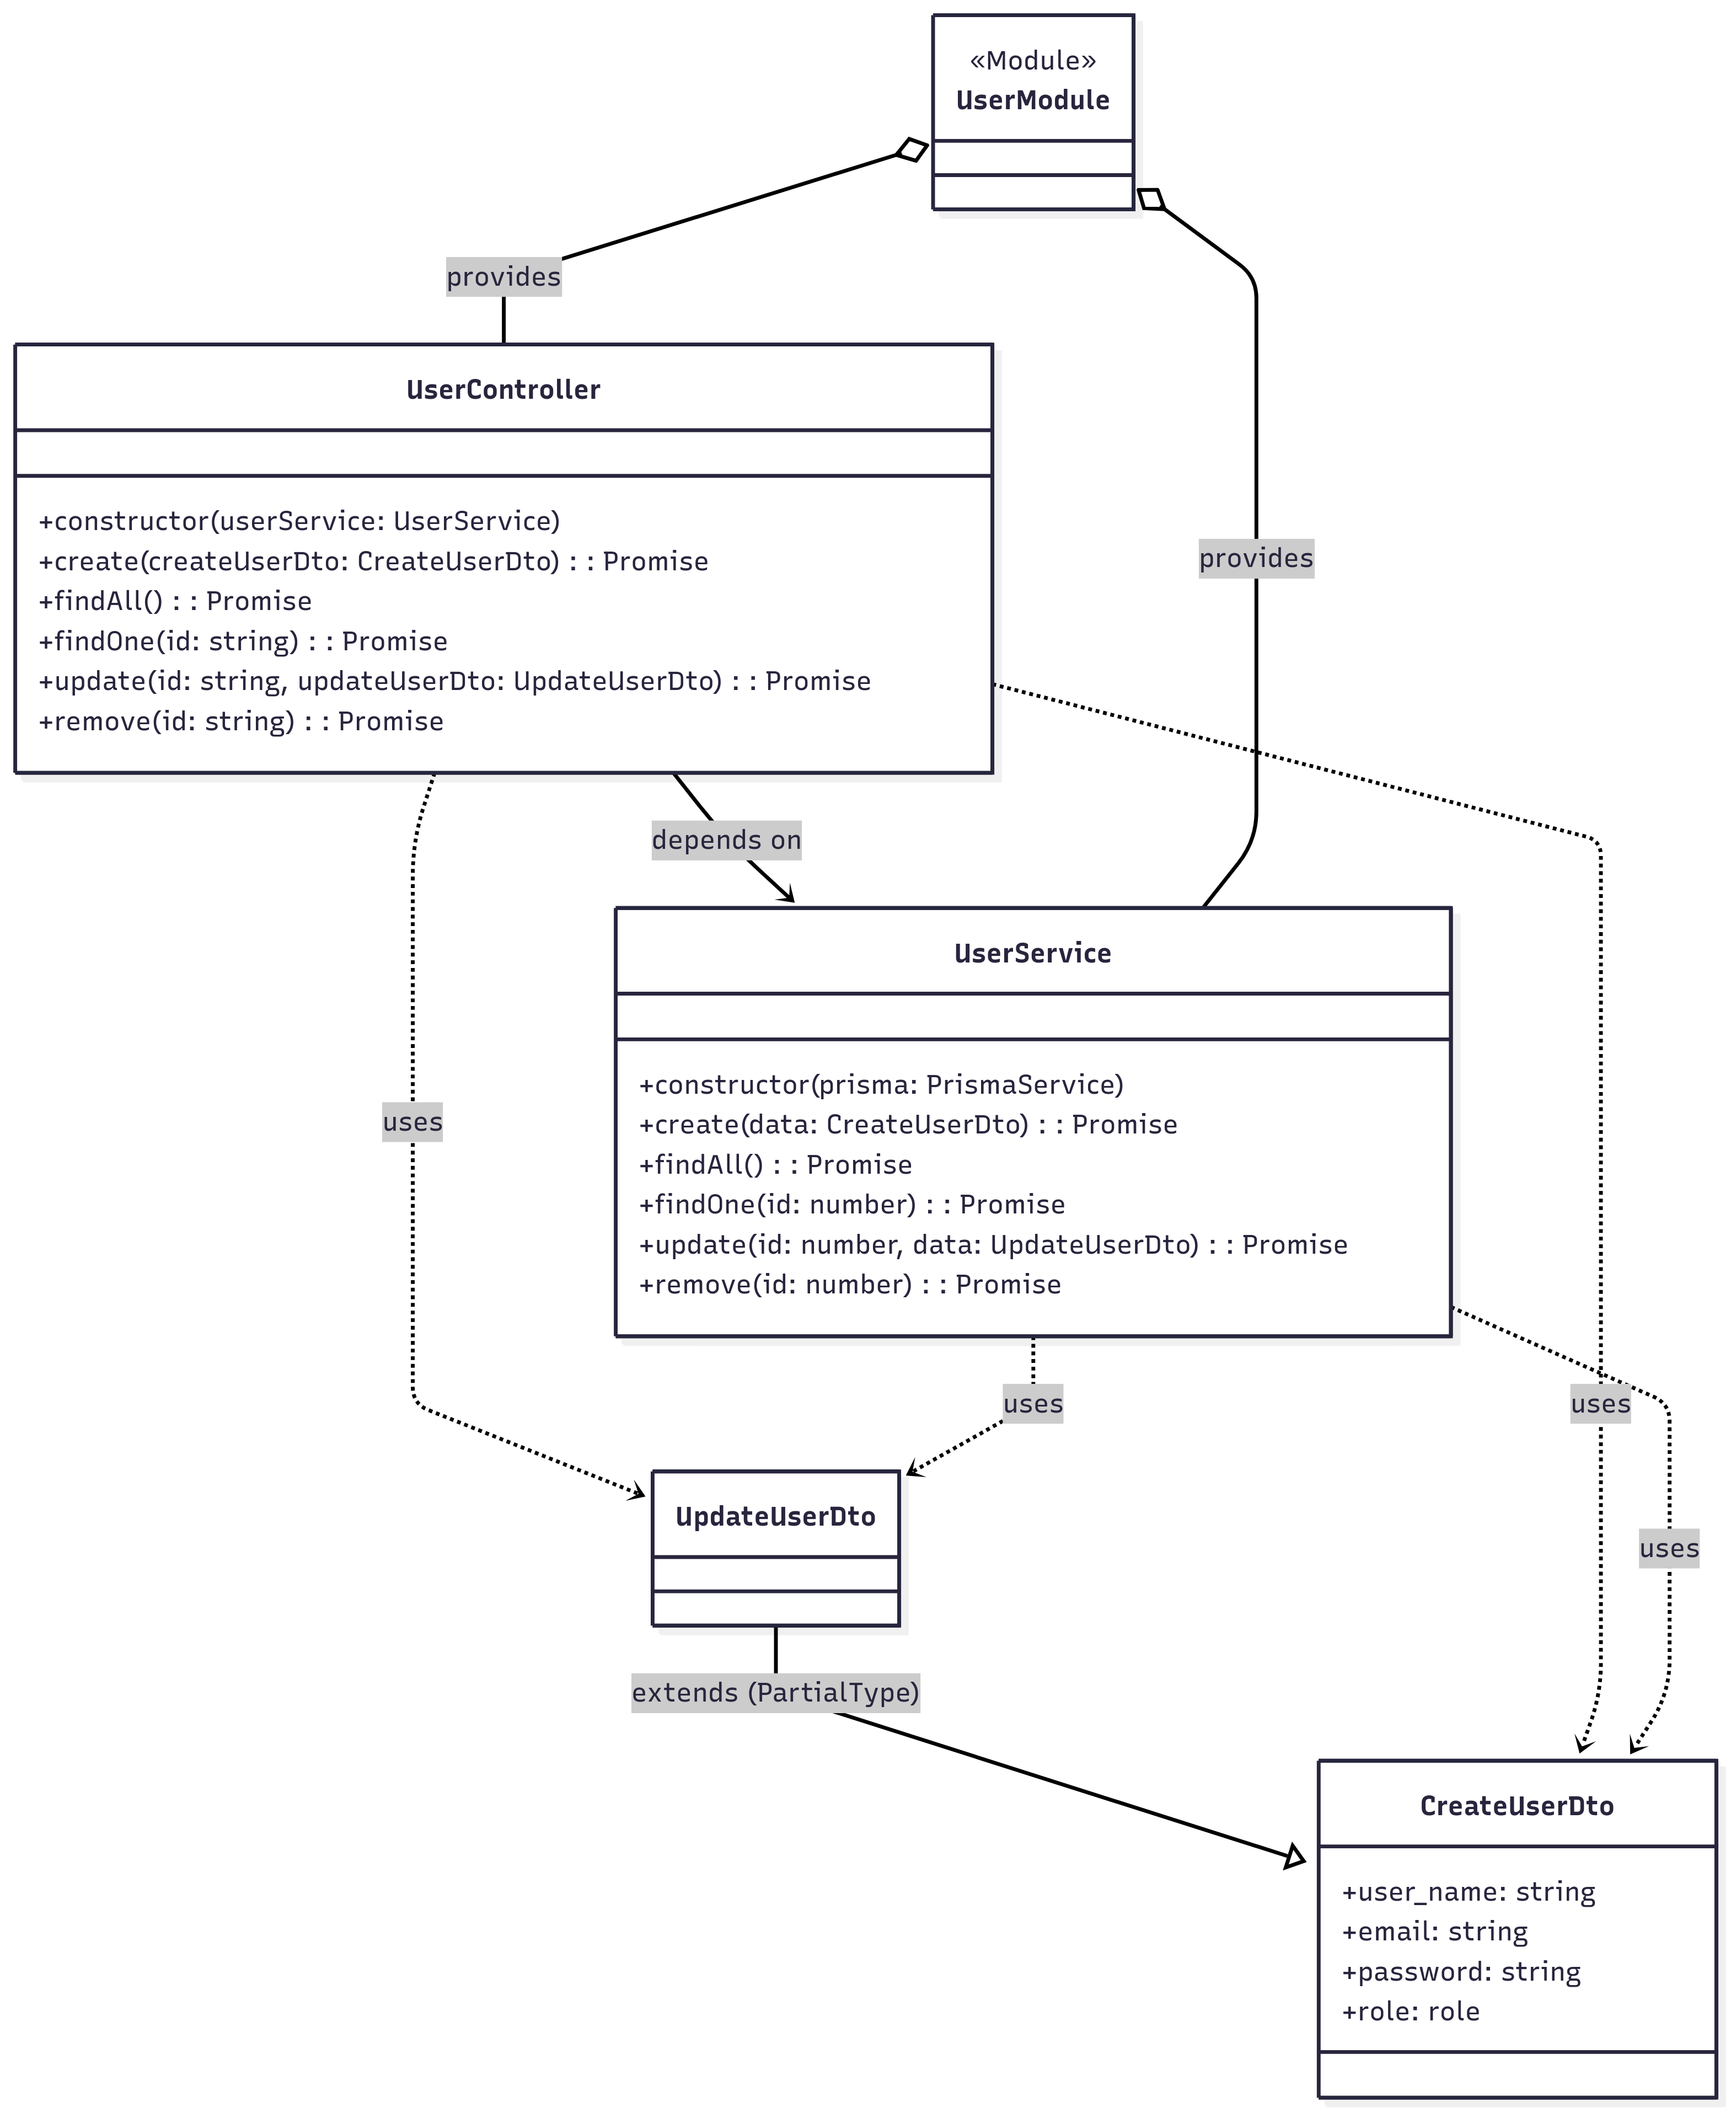 «Module»
UserModule
provides
UserController
+constructor(userService: UserService)
+create(createUserDto: CreateUserDto) : : Promise
+findAll() : : Promise
+findOne(id: string) : : Promise
+update(id: string, updateUserDto: UpdateUserDto) : : Promise
+remove(id: string) : : Promise
provides
depends on
UserService
+constructor(prisma: PrismaService)
+create(data: CreateUserDto) : : Promise
+findAll() : : Promise
+findOne(id: number) : : Promise
+update(id: number, data: UpdateUserDto) : : Promise
+remove(id: number) : : Promise
uses
uses
uses
uses
UpdateUserDto
extends (PartialType)
CreateUserDto
+user_name: string
+email: string
+password: string
+role: role